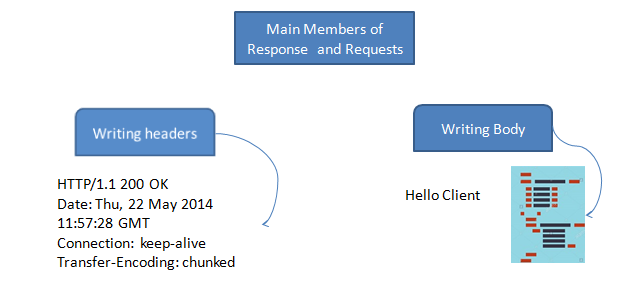 Main Members of
Response and Requests
Writing headers
HTTP/1.1 200 OK
Date: Thu, 22 May 2014
11:57:28 GMT
Connection: keep-alive
Transfer-Encoding: chunked
Writing Body
Hello Client